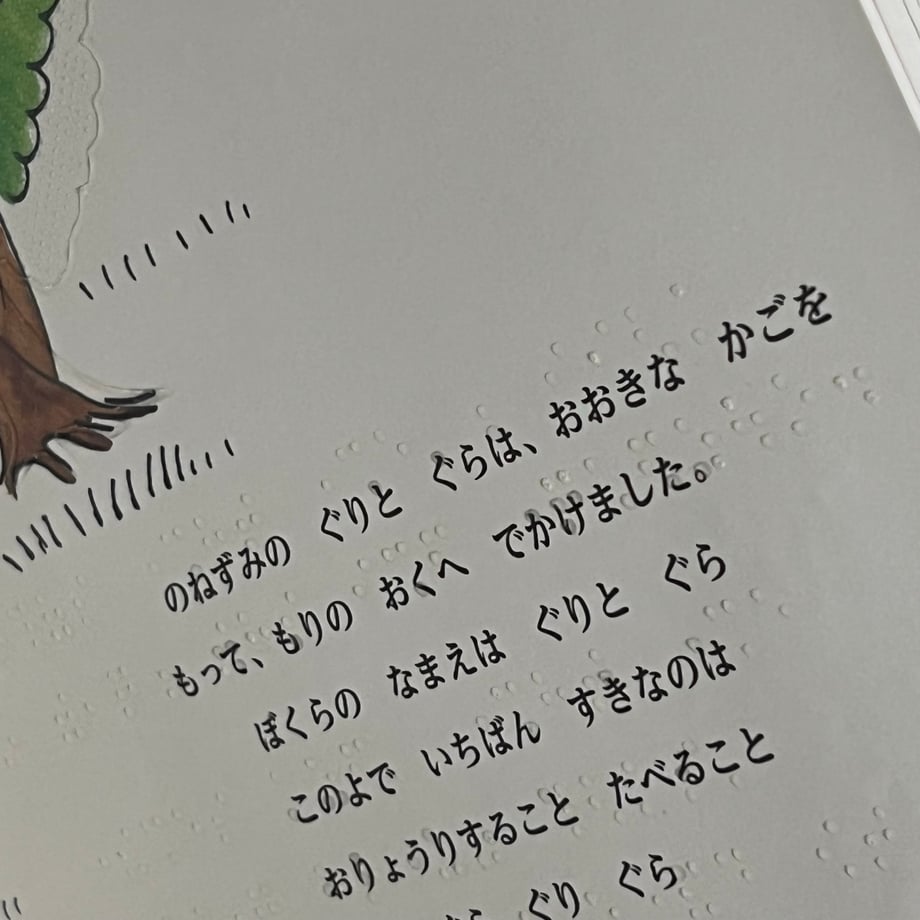 のねずみの ぐりと ぐらは、おおきな かごを
もって、もりの おくへ でかけました。
ぼくらの なまえは ぐりと ぐら
このよで いちばん すきなのは
おりょうりすること たべること
ぐり ぐら